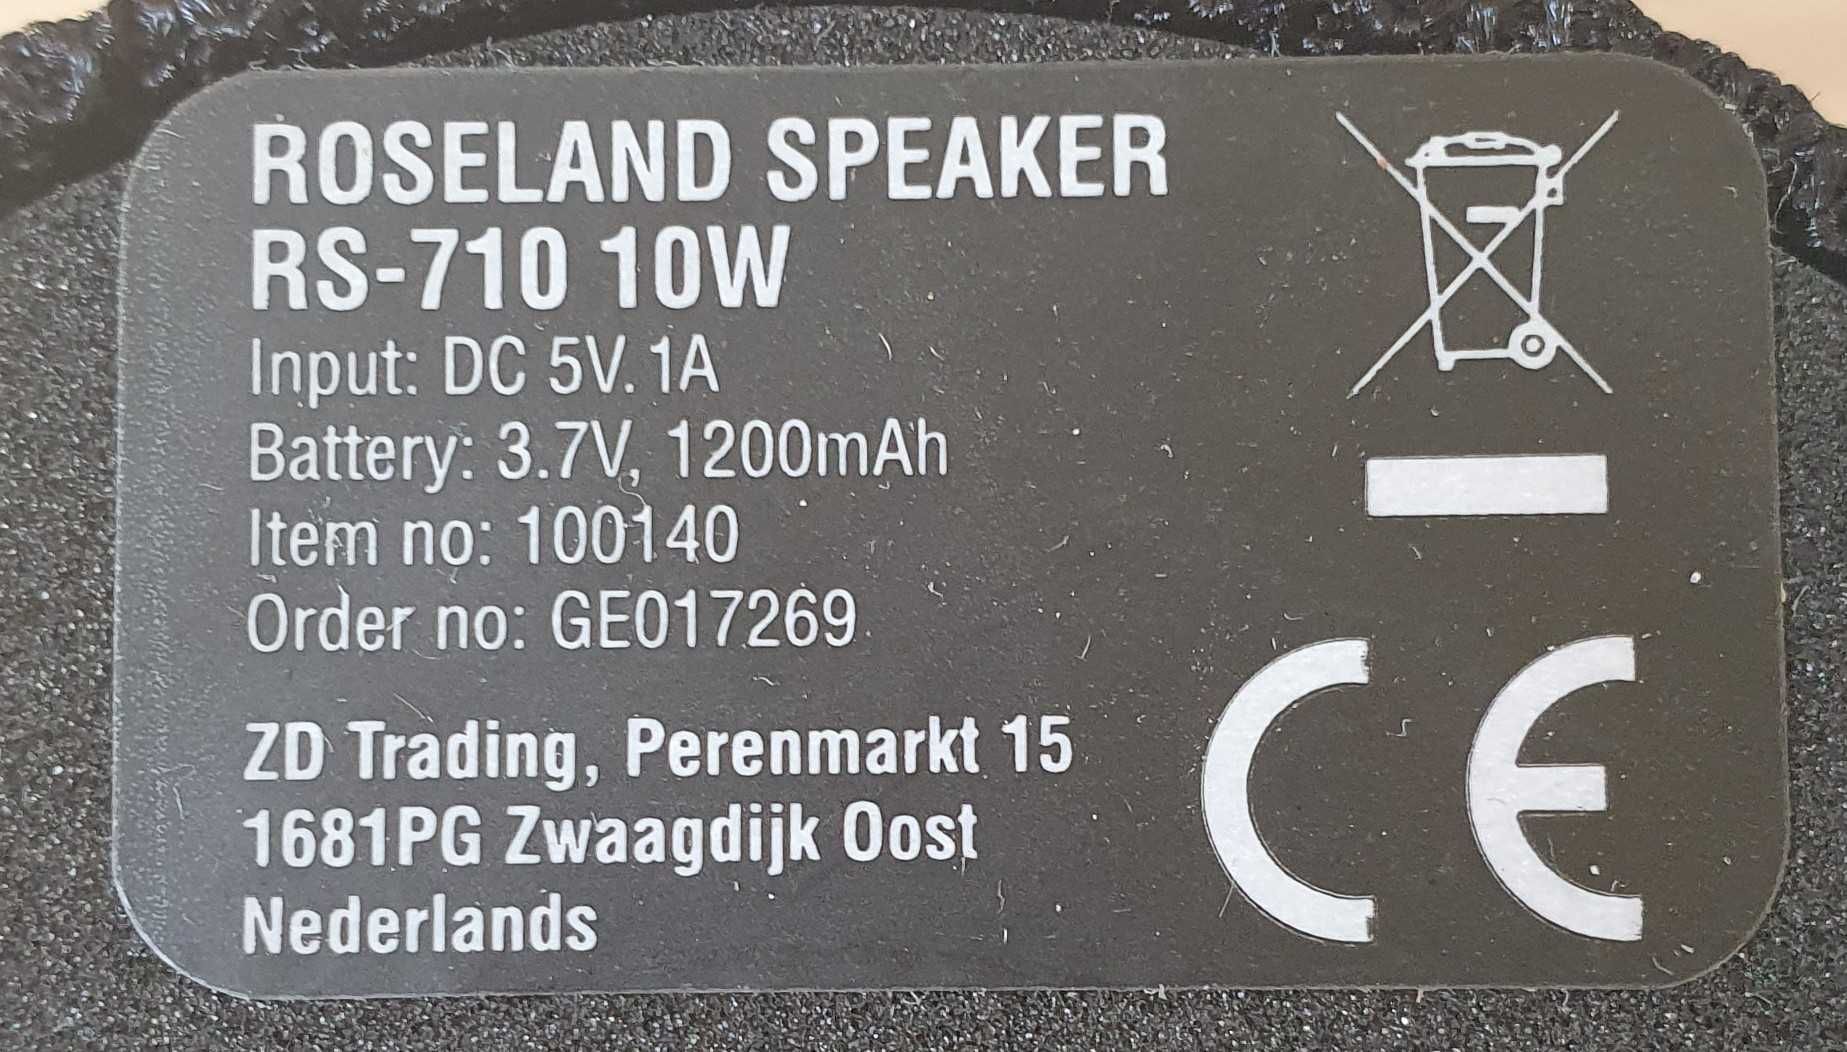 ROSELAND SPEAKER
RS-710 10W
Input: DC 5V.1A
Battery: 3.7V, 1200mAh
Item no: 100140
Order no: GE017269
ZD Trading, Perenmarkt 15
1681PG Zwaagdijk Oost
Nederlands
CE